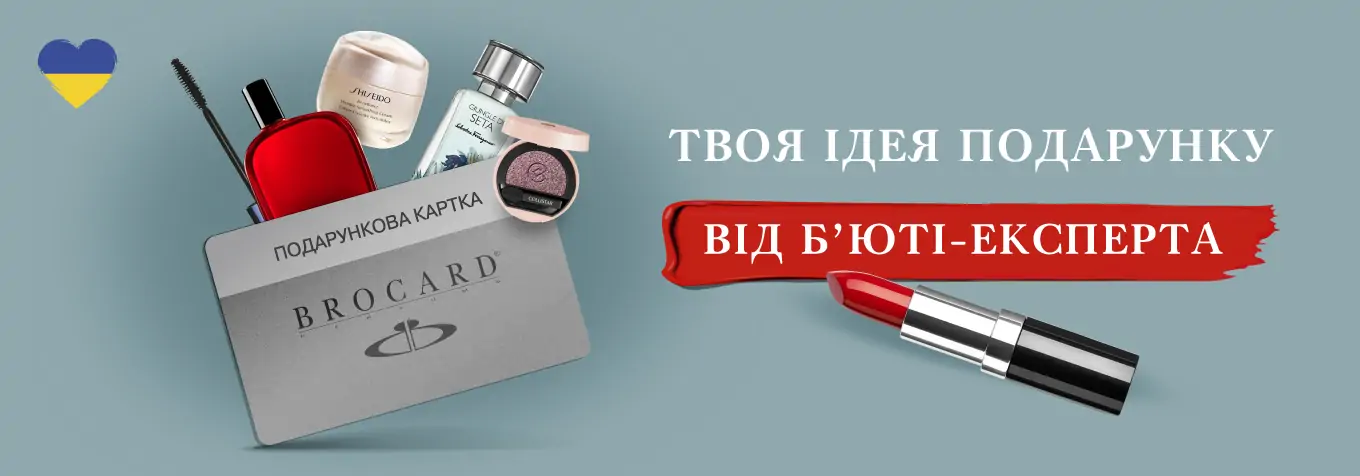 SHISEIDO
GIUNGLE DI
SETA
Salvatore Ferragamo
COLLISTAR
ПОДАРУНКОВА КАРТКА
BROCARD®
ТВОЯ ІДЕЯ ПОДАРУНКУ
ВІД Б’ЮТІ-ЕКСПЕРТА